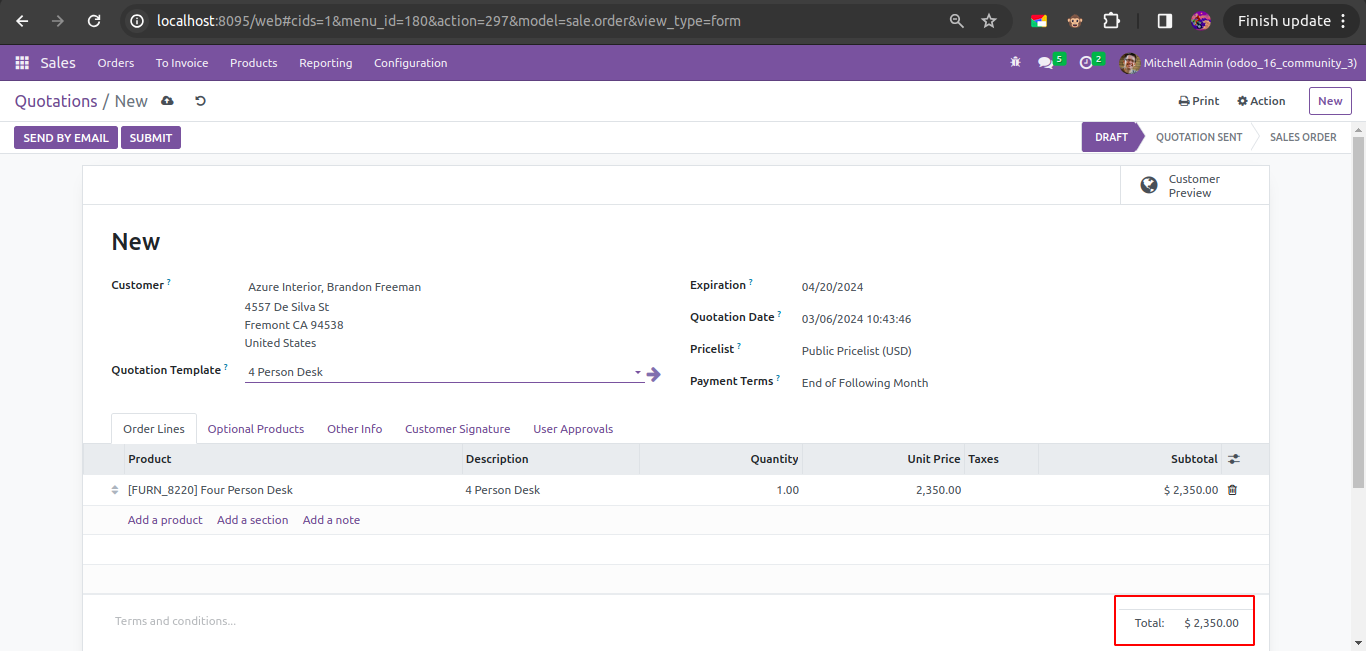 localhost:8095/web#cids=1&menu_id=180&action=297&model=sale.order&view_type=form
Finish update
Sales Orders To Invoice Products Reporting Configuration 5 2 Mitchell Admin (odoo_16_community_3)
Quotations / New Print Action New
SEND BY EMAIL SUBMIT DRAFT QUOTATION SENT SALES ORDER
Customer
Preview
New
Customer ? Azure Interior, Brandon Freeman
4557 De Silva St
Fremont CA 94538
United States
Quotation Template ? 4 Person Desk
Expiration ? 04/20/2024
Quotation Date ? 03/06/2024 10:43:46
Pricelist ? Public Pricelist (USD)
Payment Terms ? End of Following Month
Order Lines Optional Products Other Info Customer Signature User Approvals
Product Description Quantity Unit Price Taxes Subtotal
[FURN_8220] Four Person Desk 4 Person Desk 1.00 2,350.00 $ 2,350.00
Add a product Add a section Add a note
Terms and conditions...
Total: $ 2,350.00